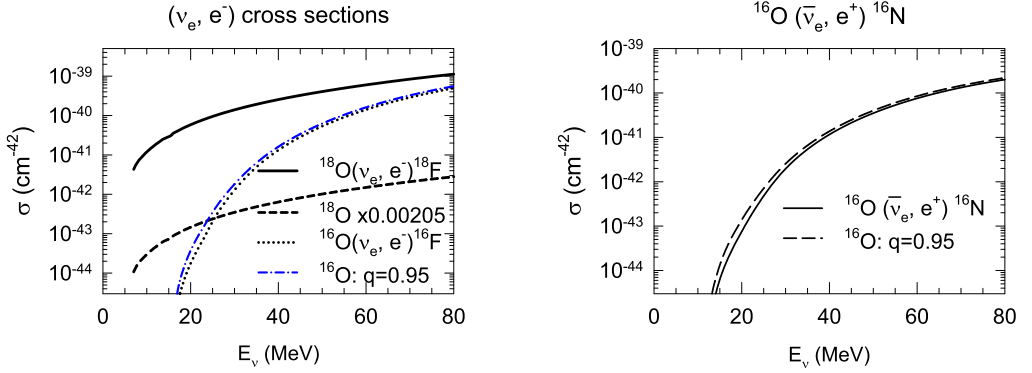 (νₑ, e⁻) cross sections
10⁻³⁹
10⁻⁴⁰
10⁻⁴¹
10⁻⁴²
10⁻⁴³
10⁻⁴⁴
σ (cm⁻⁴²)
¹⁸O(νₑ, e⁻)¹⁸F
¹⁸O x0.00205
¹⁶O(νₑ, e⁻)¹⁶F
¹⁶O: q=0.95
0 20 40 60 80
Eᵥ (MeV)
¹⁶O (ν̅ₑ, e⁺) ¹⁶N
10⁻³⁹
10⁻⁴⁰
10⁻⁴¹
10⁻⁴²
10⁻⁴³
10⁻⁴⁴
σ (cm⁻⁴²)
¹⁶O (ν̅ₑ, e⁺) ¹⁶N
¹⁶O: q=0.95
0 20 40 60 80
Eᵥ (MeV)